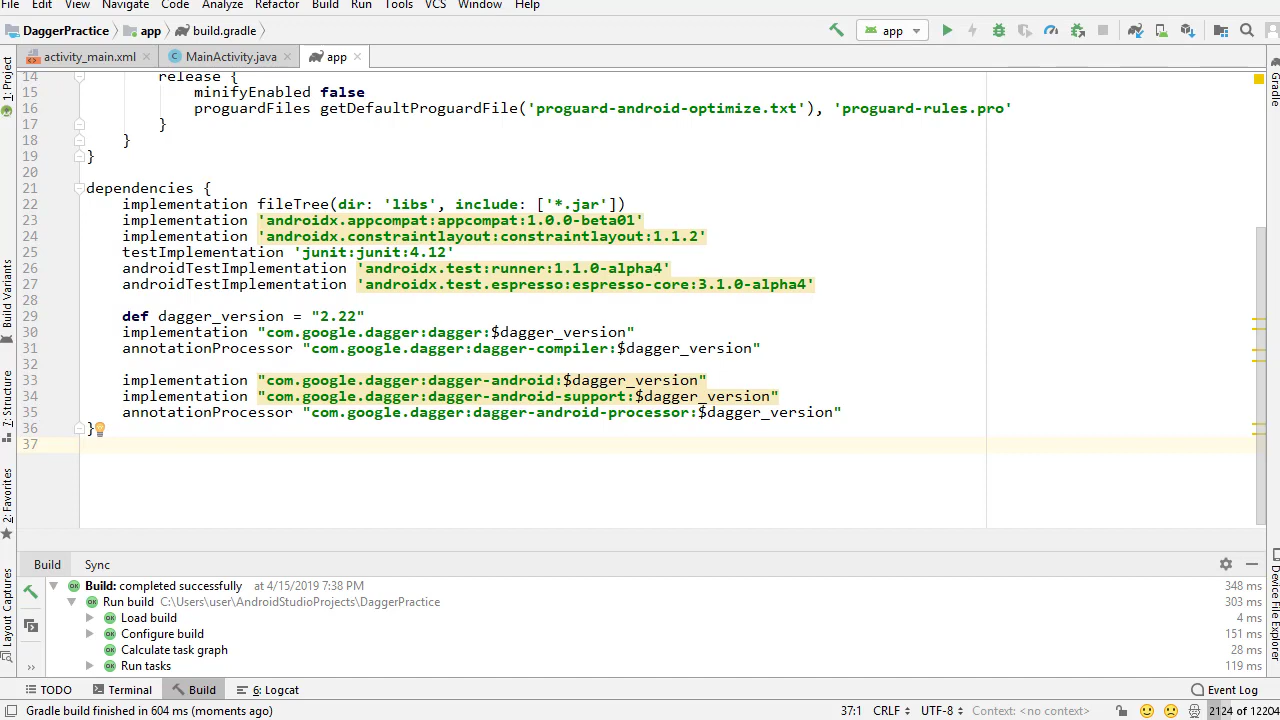 File Edit View Navigate Code Analyze Refactor Build Run Tools VCS Window Help
DaggerPractice app build.gradle app
activity_main.xml MainActivity.java app
1: Project
Build Variants
7: Structure
2: Favorites
Layout Captures
Gradle
Device File Explorer
14 release {
15 minifyEnabled false
16 proguardFiles getDefaultProguardFile('proguard-android-optimize.txt'), 'proguard-rules.pro'
17 }
18 }
19 }
20
21 dependencies {
22 implementation fileTree(dir: 'libs', include: ['*.jar'])
23 implementation 'androidx.appcompat:appcompat:1.0.0-beta01'
24 implementation 'androidx.constraintlayout:constraintlayout:1.1.2'
25 testImplementation 'junit:junit:4.12'
26 androidTestImplementation 'androidx.test:runner:1.1.0-alpha4'
27 androidTestImplementation 'androidx.test.espresso:espresso-core:3.1.0-alpha4'
28
29 def dagger_version = "2.22"
30 implementation "com.google.dagger:dagger:$dagger_version"
31 annotationProcessor "com.google.dagger:dagger-compiler:$dagger_version"
32
33 implementation "com.google.dagger:dagger-android:$dagger_version"
34 implementation "com.google.dagger:dagger-android-support:$dagger_version"
35 annotationProcessor "com.google.dagger:dagger-android-processor:$dagger_version"
36 }
37
Build Sync
Build: completed successfully at 4/15/2019 7:38 PM 348 ms
Run build C:\Users\user\AndroidStudioProjects\DaggerPractice 303 ms
Load build 4 ms
Configure build 151 ms
Calculate task graph 28 ms
Run tasks 119 ms
TODO Terminal Build 6: Logcat Event Log
Gradle build finished in 604 ms (moments ago) 37:1 CRLF UTF-8 Context: <no context> 2124 of 12204